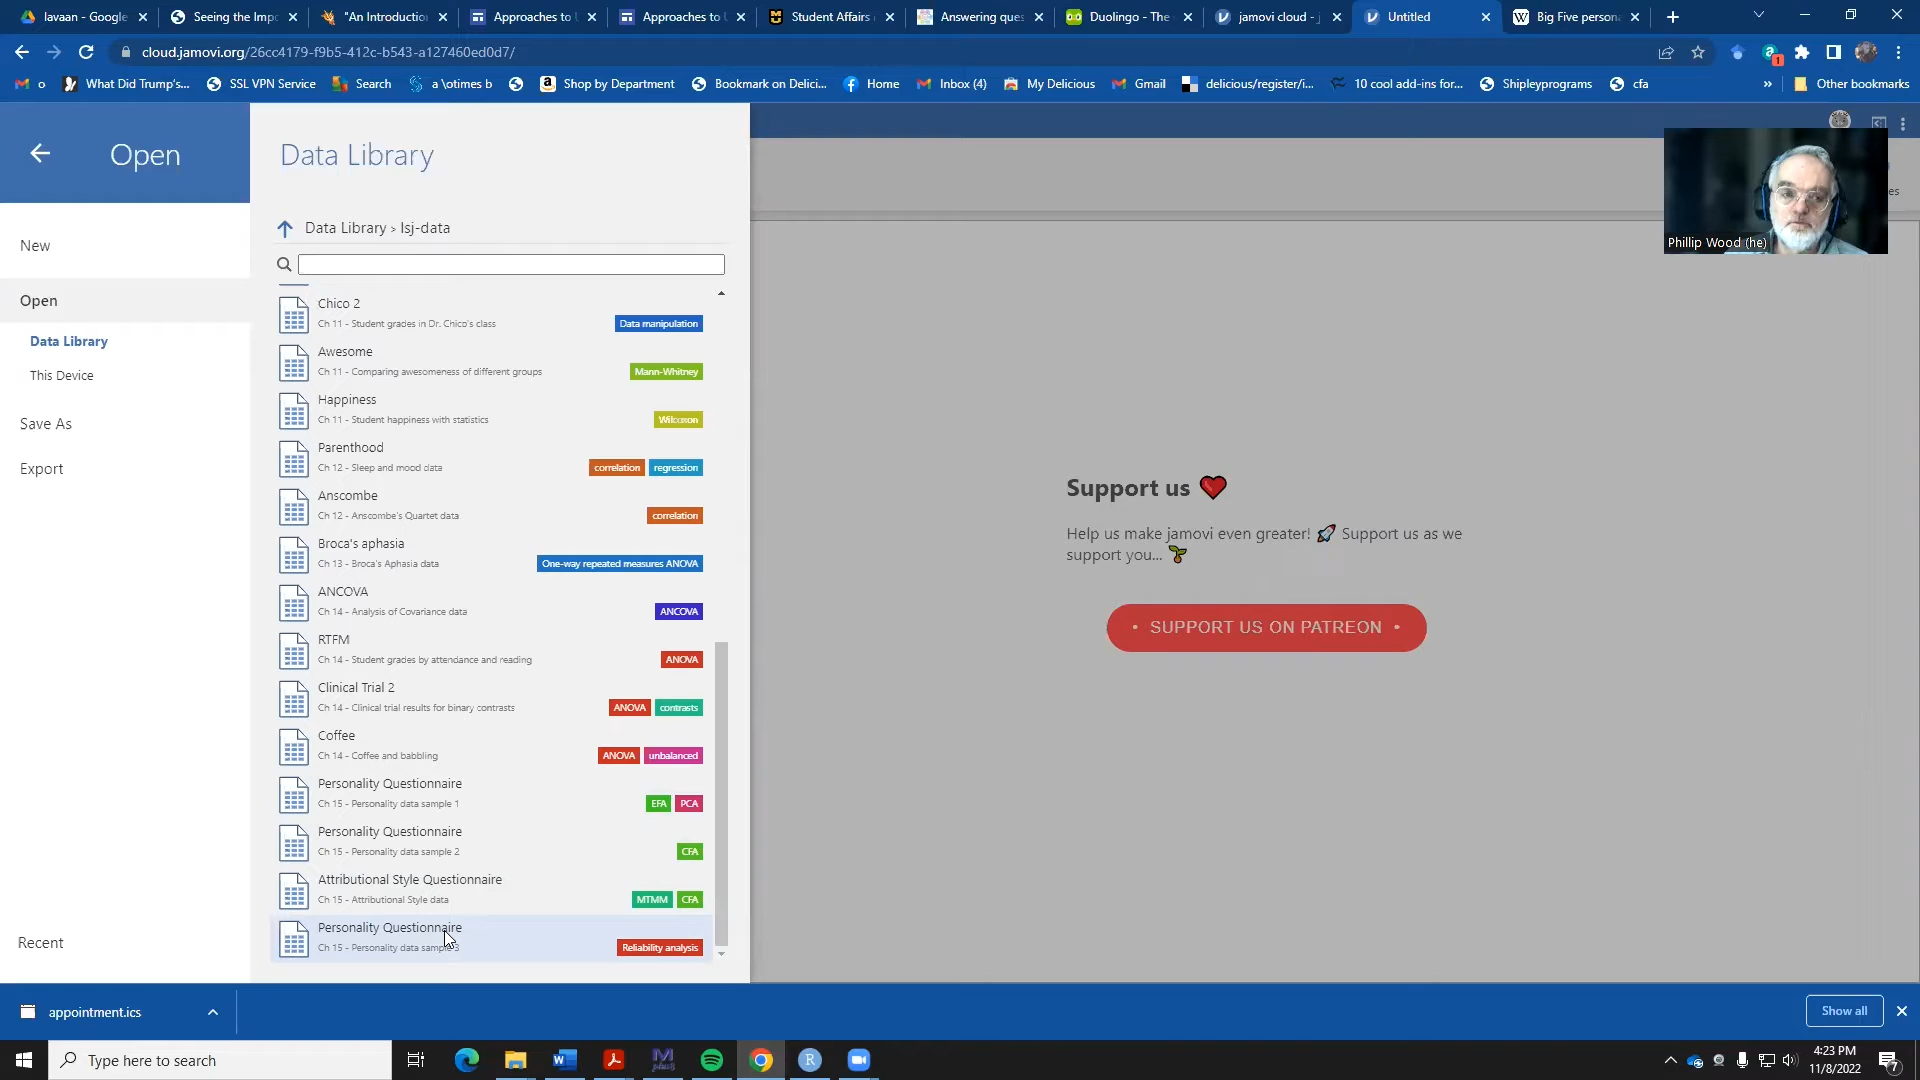 lavaan - Google
Seeing the Imp
"An Introductio
Approaches to U
Approaches to U
Student Affairs
Answering ques
Duolingo - The
jamovi cloud - j
Untitled
Big Five person
cloud.jamovi.org/26cc4179-f9b5-412c-b543-a127460ed0d7/
o
What Did Trump's...
SSL VPN Service
Search
a \otimes b
Shop by Department
Bookmark on Delici...
Home
Inbox (4)
My Delicious
Gmail
delicious/register/i...
10 cool add-ins for...
Shipleyprograms
cfa
»
Other bookmarks
Open
New
Open
Data Library
This Device
Save As
Export
Recent
Data Library
Data Library > lsj-data
Chico 2
Ch 11 - Student grades in Dr. Chico's class
Data manipulation
Awesome
Ch 11 - Comparing awesomeness of different groups
Mann-Whitney
Happiness
Ch 11 - Student happiness with statistics
Wilcoxon
Parenthood
Ch 12 - Sleep and mood data
correlation regression
Anscombe
Ch 12 - Anscombe's Quartet data
correlation
Broca's aphasia
Ch 13 - Broca's Aphasia data
One-way repeated measures ANOVA
ANCOVA
Ch 14 - Analysis of Covariance data
ANCOVA
RTFM
Ch 14 - Student grades by attendance and reading
ANOVA
Clinical Trial 2
Ch 14 - Clinical trial results for binary contrasts
ANOVA contrasts
Coffee
Ch 14 - Coffee and babbling
ANOVA unbalanced
Personality Questionnaire
Ch 15 - Personality data sample 1
EFA PCA
Personality Questionnaire
Ch 15 - Personality data sample 2
CFA
Attributional Style Questionnaire
Ch 15 - Attributional Style data
MTMM CFA
Personality Questionnaire
Ch 15 - Personality data sample 3
Reliability analysis
Phillip Wood (he)
Support us
Help us make jamovi even greater! Support us as we
support you...
• SUPPORT US ON PATREON •
appointment.ics
Show all
Type here to search
4:23 PM
11/8/2022
7